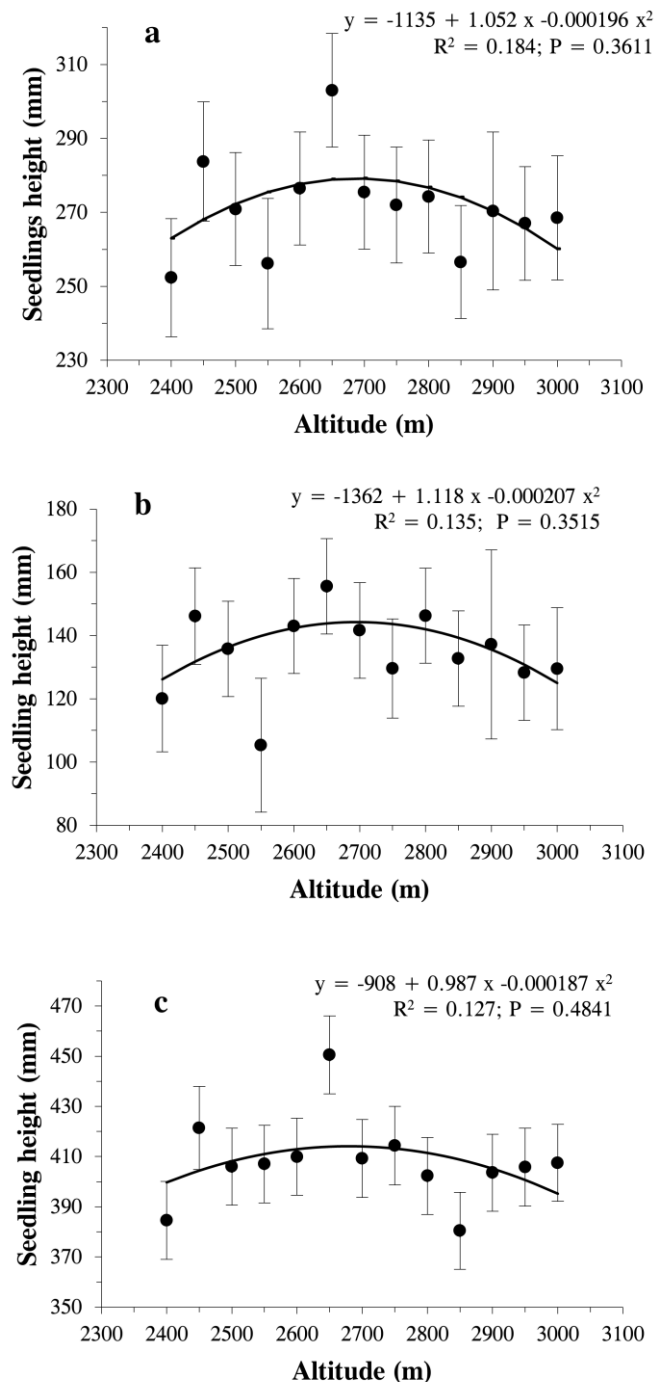 a
y = -1135 + 1.052 x -0.000196 x²
R² = 0.184; P = 0.3611
Seedlings height (mm)
310
290
270
250
230
2300 2400 2500 2600 2700 2800 2900 3000 3100
Altitude (m)
b
y = -1362 + 1.118 x -0.000207 x²
R² = 0.135; P = 0.3515
Seedling height (mm)
180
160
140
120
100
80
2300 2400 2500 2600 2700 2800 2900 3000 3100
Altitude (m)
c
y = -908 + 0.987 x -0.000187 x²
R² = 0.127; P = 0.4841
Seedling height (mm)
470
450
430
410
390
370
350
2300 2400 2500 2600 2700 2800 2900 3000 3100
Altitude (m)